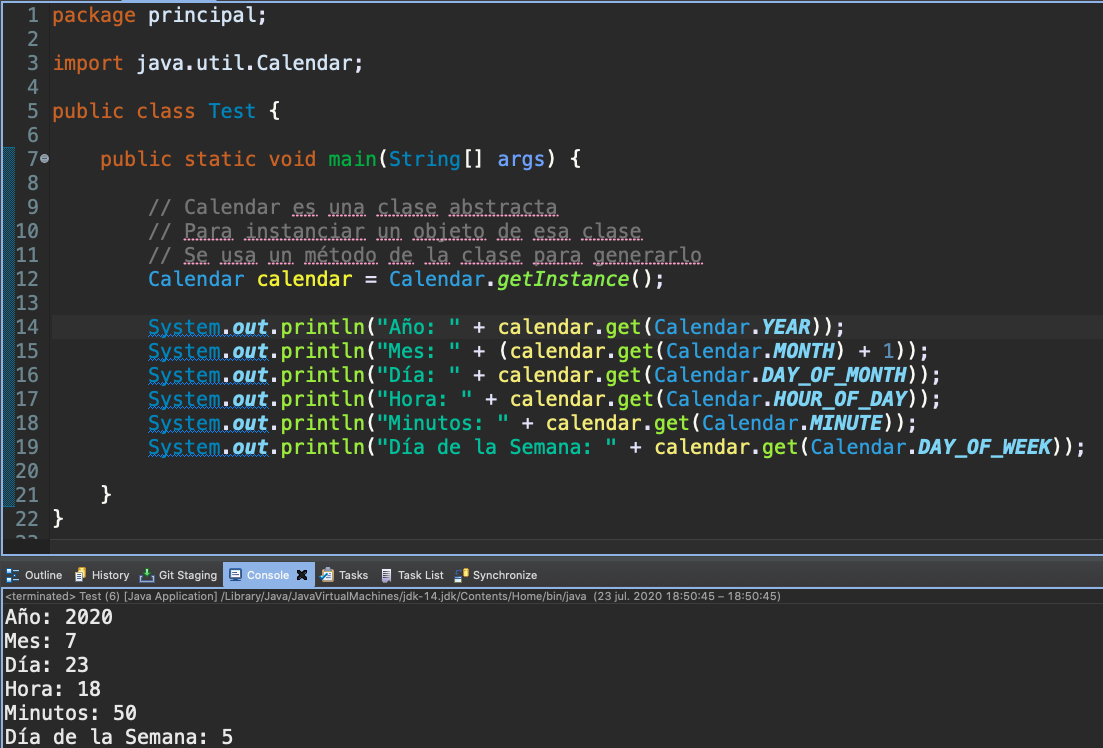 1 package principal;
2
3 import java.util.Calendar;
4
5 public class Test {
6
7 public static void main(String[] args) {
8
9 // Calendar es una clase abstracta
10 // Para instanciar un objeto de esa clase
11 // Se usa un método de la clase para generarlo
12 Calendar calendar = Calendar.getInstance();
13
14 System.out.println("Año: " + calendar.get(Calendar.YEAR));
15 System.out.println("Mes: " + (calendar.get(Calendar.MONTH) + 1));
16 System.out.println("Día: " + calendar.get(Calendar.DAY_OF_MONTH));
17 System.out.println("Hora: " + calendar.get(Calendar.HOUR_OF_DAY));
18 System.out.println("Minutos: " + calendar.get(Calendar.MINUTE));
19 System.out.println("Día de la Semana: " + calendar.get(Calendar.DAY_OF_WEEK));
20
21 }
22 }
23
Outline History Git Staging Console Tasks Task List Synchronize
<terminated> Test (6) [Java Application] /Library/Java/JavaVirtualMachines/jdk-14.jdk/Contents/Home/bin/java (23 jul. 2020 18:50:45 – 18:50:45)
Año: 2020
Mes: 7
Día: 23
Hora: 18
Minutos: 50
Día de la Semana: 5